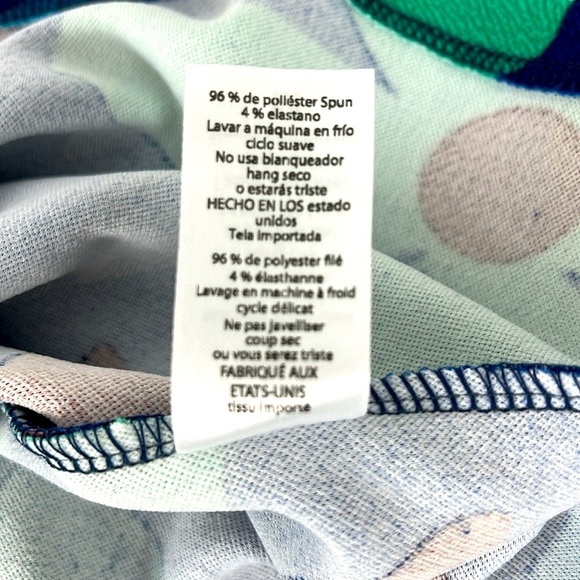 96 % de poliéster Spun
4 % elastano
Lavar a máquina en frío
ciclo suave
No usa blanqueador
hang seco
o estarás triste
HECHO EN LOS estado
unidos
Tela importada
96 % de polyester filé
4 % élasthanne
Lavage en machine à froid
cycle délicat
Ne pas javelliser
coup sec
ou vous serez triste
FABRIQUÉ AUX
ETATS-UNIS
tissu importé